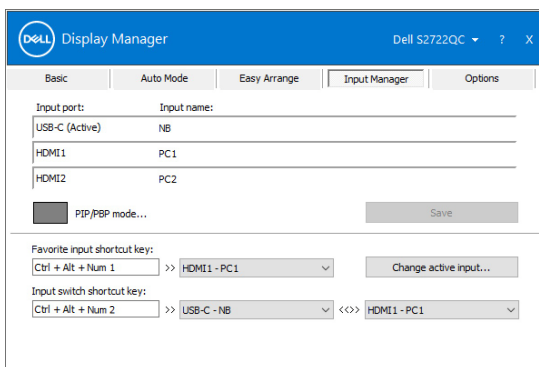 DELL Display Manager Dell S2722QC ? X
Basic Auto Mode Easy Arrange Input Manager Options
Input port: Input name:
USB-C (Active) NB
HDMI1 PC1
HDMI2 PC2
PIP/PBP mode... Save
Favorite input shortcut key:
Ctrl + Alt + Num 1 >> HDMI1 - PC1 Change active input...
Input switch shortcut key:
Ctrl + Alt + Num 2 >> USB-C - NB <<>> HDMI1 - PC1